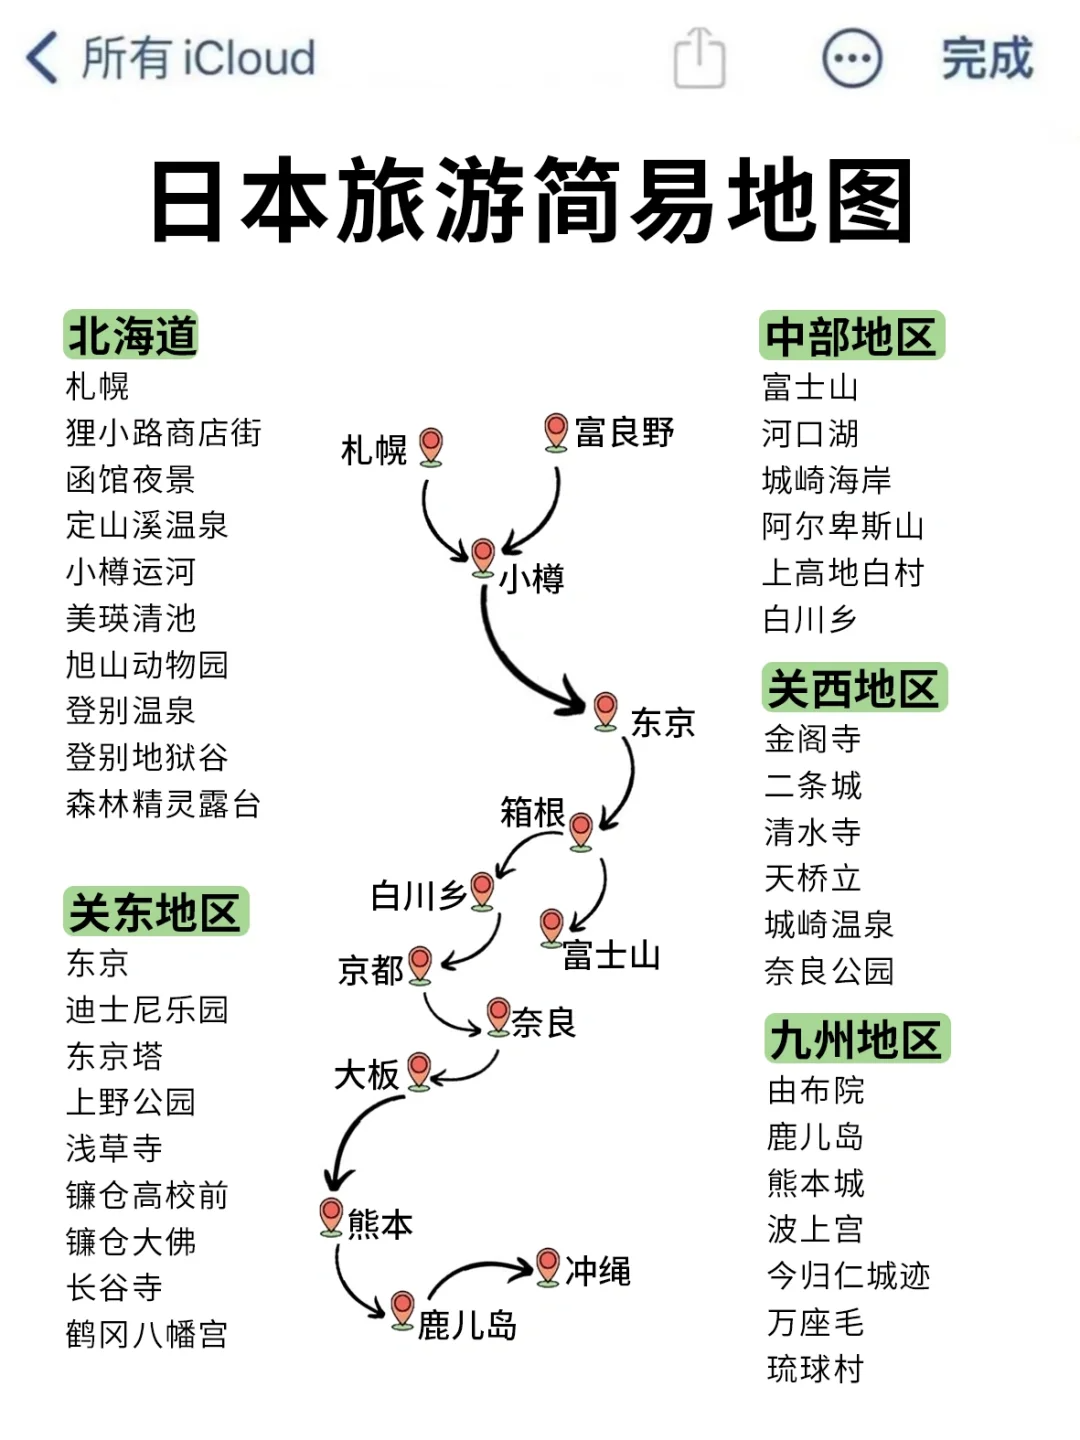 所有 iCloud
完成
日本旅游简易地图
北海道
札幌
狸小路商店街
函馆夜景
定山溪温泉
小樽运河
美瑛清池
旭山动物园
登别温泉
登别地狱谷
森林精灵露台
关东地区
东京
迪士尼乐园
东京塔
上野公园
浅草寺
镰仓高校前
镰仓大佛
长谷寺
鹤冈八幡宫
札幌
富良野
小樽
东京
箱根
白川乡
富士山
京都
奈良
大板
熊本
冲绳
鹿儿岛
中部地区
富士山
河口湖
城崎海岸
阿尔卑斯山
上高地白村
白川乡
关西地区
金阁寺
二条城
清水寺
天桥立
城崎温泉
奈良公园
九州地区
由布院
鹿儿岛
熊本城
波上宫
今归仁城迹
万座毛
琉球村